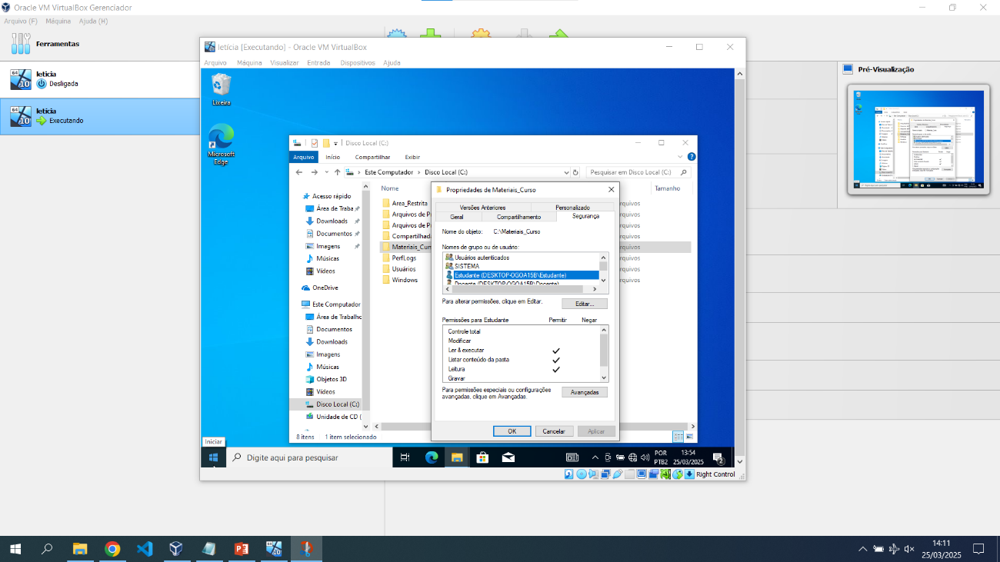 Oracle VM VirtualBox Gerenciador
Arquivo (F) Máquina Ajuda (H)
Ferramentas
leticia
Desligada
leticia
Executando
Pré-Visualização
letícia [Executando] - Oracle VM VirtualBox
Arquivo Máquina Visualizar Entrada Dispositivos Ajuda
Lixeira
Microsoft
Edge
Disco Local (C:)
Arquivo Início Compartilhar Exibir
Este Computador > Disco Local (C:)
Pesquisar em Disco Local (C:)
Nome
Tamanho
Acesso rápido
Área de Traba
Downloads
Documentos
Imagens
Músicas
Vídeos
OneDrive
Este Computador
Área de Trabalho
Documentos
Downloads
Imagens
Músicas
Objetos 3D
Vídeos
Disco Local (C:)
Unidade de CD (
Area_Restrita
Arquivos de P
Arquivos de P
Compartilhad
Materiais_Curs
PerfLogs
Usuários
Windows
rquivos
rquivos
rquivos
rquivos
rquivos
rquivos
rquivos
rquivos
Propriedades de Materiais_Curso
Versões Anteriores Personalizado
Geral Compartilhamento Segurança
Nome do objeto: C:\Materiais_Curso
Nomes de grupo ou de usuário:
Usuários autenticados
SISTEMA
Estudante (DESKTOP-OGOA15B\Estudante)
Docente (DESKTOP-OGOA15B\Docente)
Para alterar permissões, clique em Editar.
Editar...
Permissões para Estudante Permitir Negar
Controle total
Modificar
Ler & executar
Listar conteúdo da pasta
Leitura
Gravar
Para permissões especiais ou configurações
avançadas, clique em Avançadas.
Avançadas
OK Cancelar Aplicar
8 itens 1 item selecionado
Iniciar
Digite aqui para pesquisar
POR
PTB2
13:54
25/03/2025
2
Right Control
14:11
25/03/2025